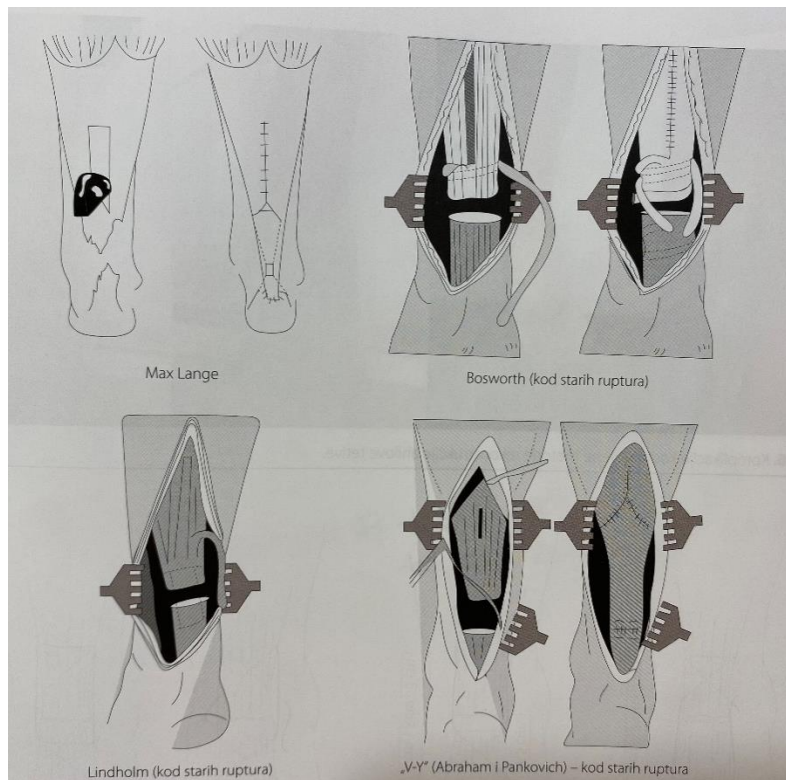 Max Lange
Bosworth (kod starih ruptura)
Lindholm (kod starih ruptura)
„V-Y” (Abraham i Pankovich) – kod starih ruptura